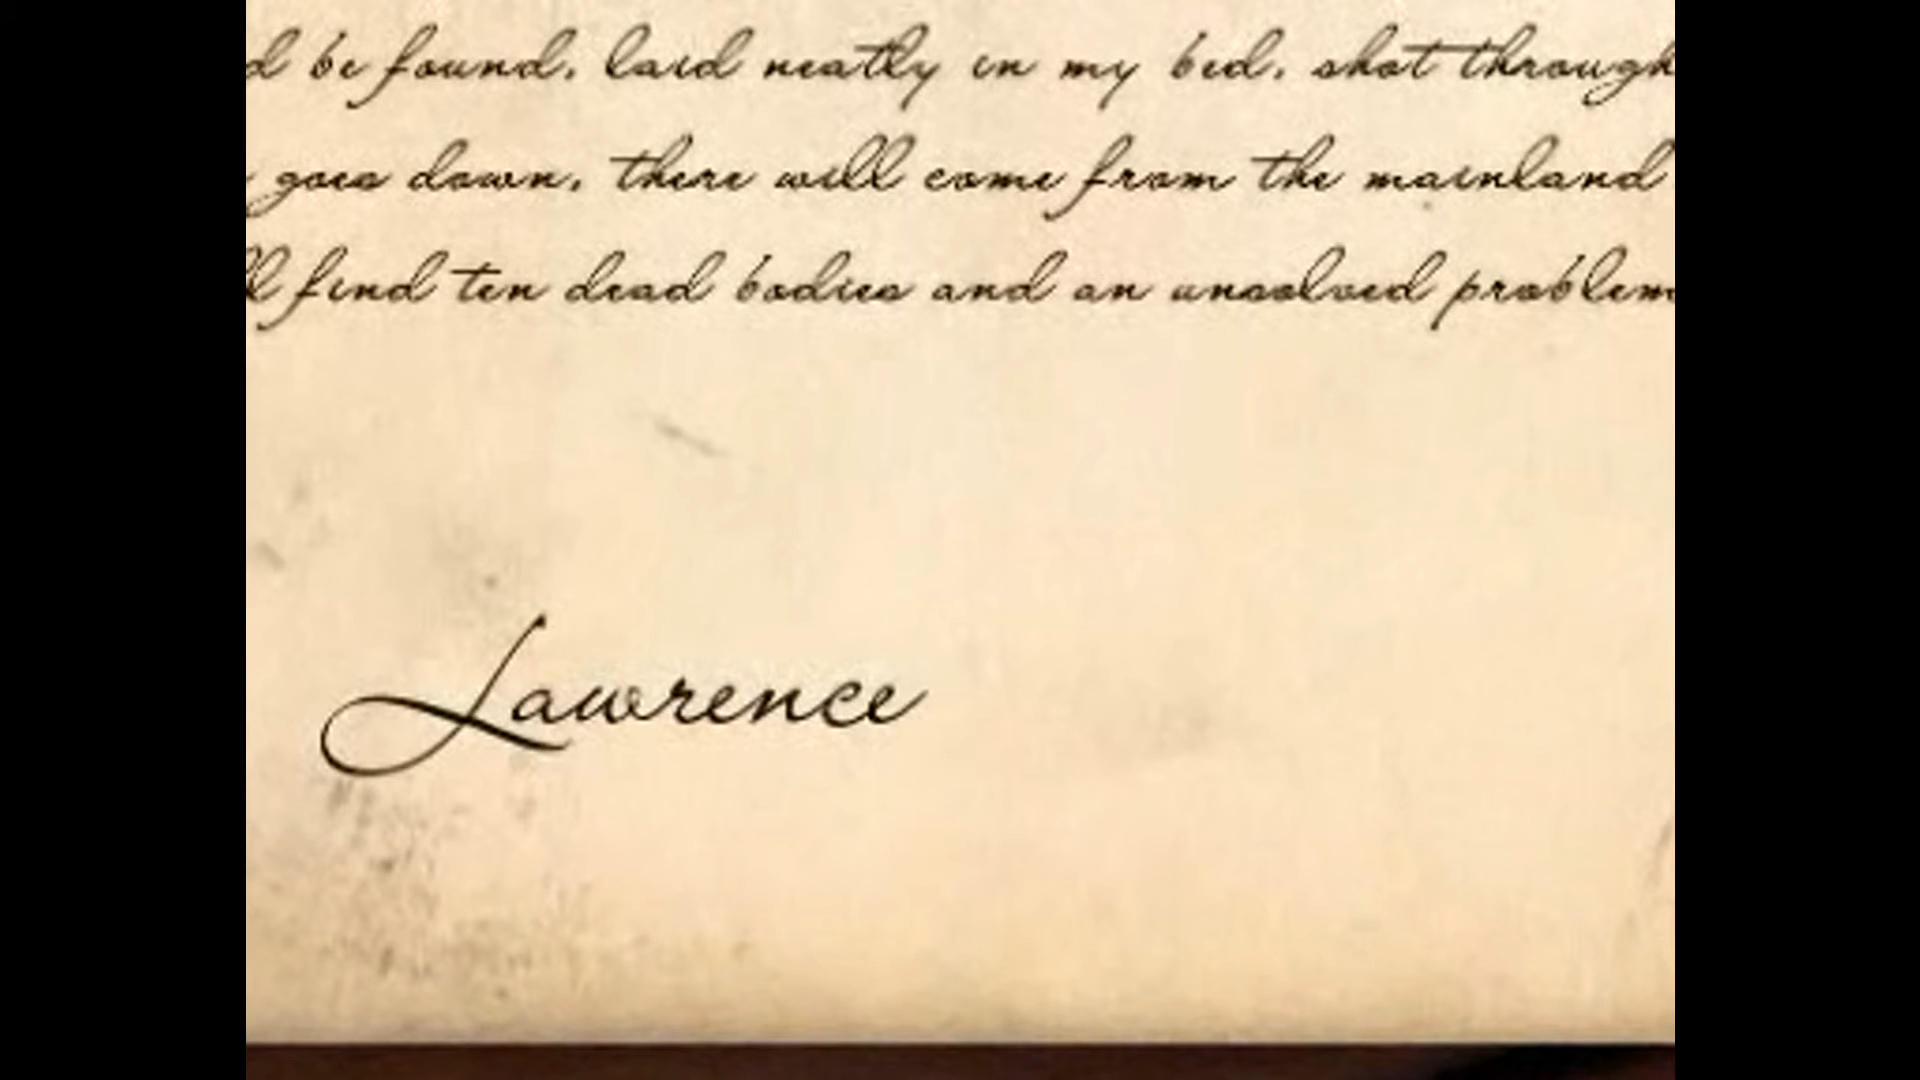 d be found, laid neatly in my bed, shot through
goes down, there will come from the mainland
ll find ten dead bodies and an unsolved problem
Lawrence